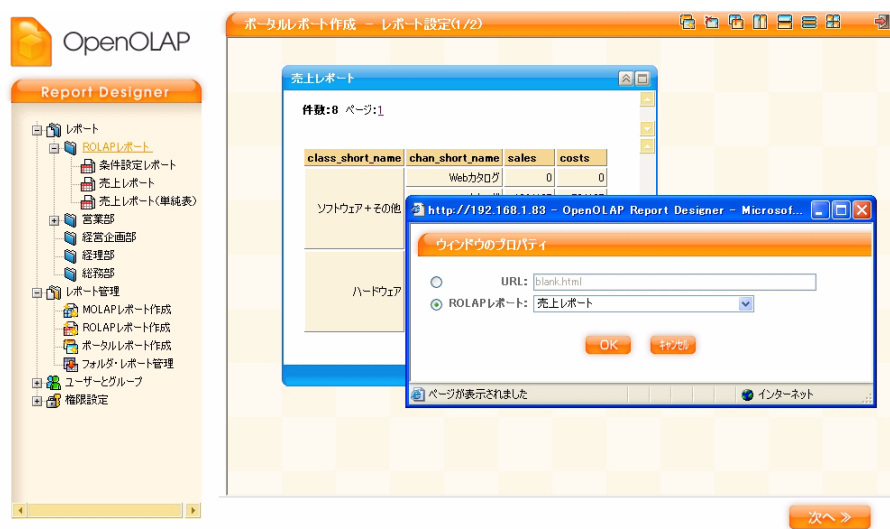 OpenOLAP
Report Designer
レポート
ROLAPレポート
条件設定レポート
売上レポート
売上レポート(単純表)
営業部
経営企画部
経理部
総務部
レポート管理
MOLAPレポート作成
ROLAPレポート作成
ポータルレポート作成
フォルダ・レポート管理
ユーザーとグループ
権限設定
ポータルレポート作成 － レポート設定(1/2)
売上レポート
件数:8 ページ:1
class_short_name chan_short_name sales costs
Webカタログ 0 0
ソフトウェア+その他
ハードウェア
http://192.168.1.83 - OpenOLAP Report Designer - Microsof...
ウィンドウのプロパティ
URL: blank.html
ROLAPレポート: 売上レポート
OK キャンセル
ページが表示されました インターネット
次へ ≫